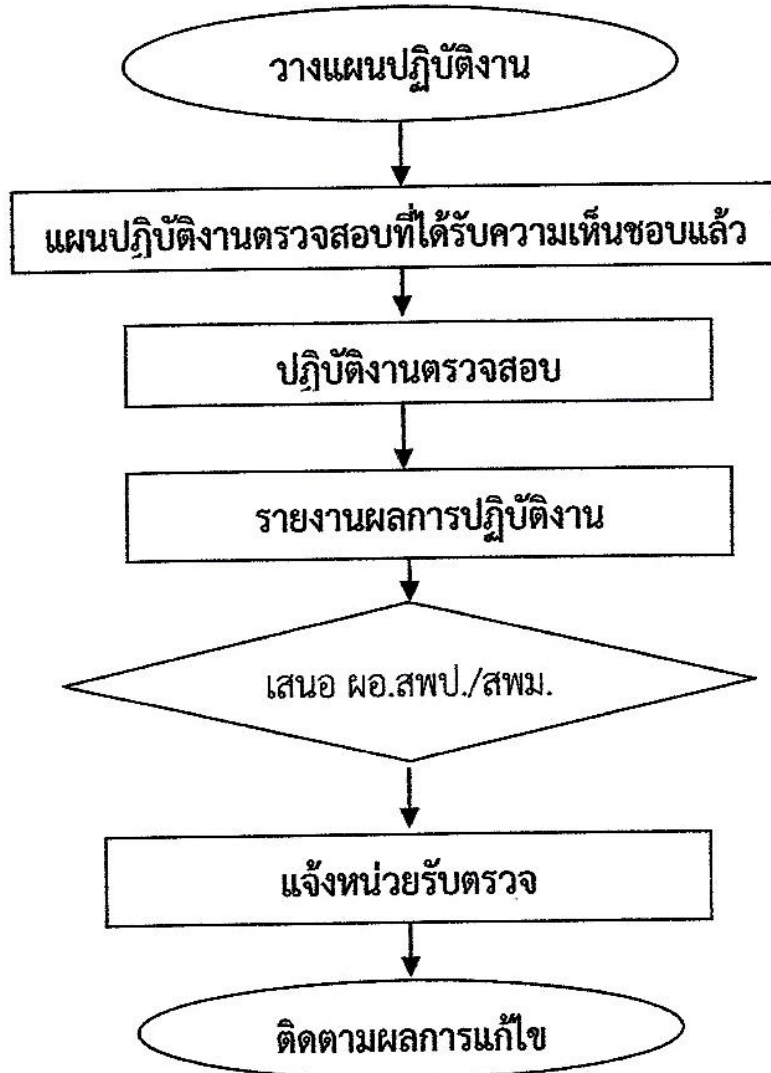 วางแผนปฏิบัติงาน
แผนปฏิบัติงานตรวจสอบที่ได้รับความเห็นชอบแล้ว
ปฏิบัติงานตรวจสอบ
รายงานผลการปฏิบัติงาน
เสนอ ผอ.สพป./สพม.
แจ้งหน่วยรับตรวจ
ติดตามผลการแก้ไข